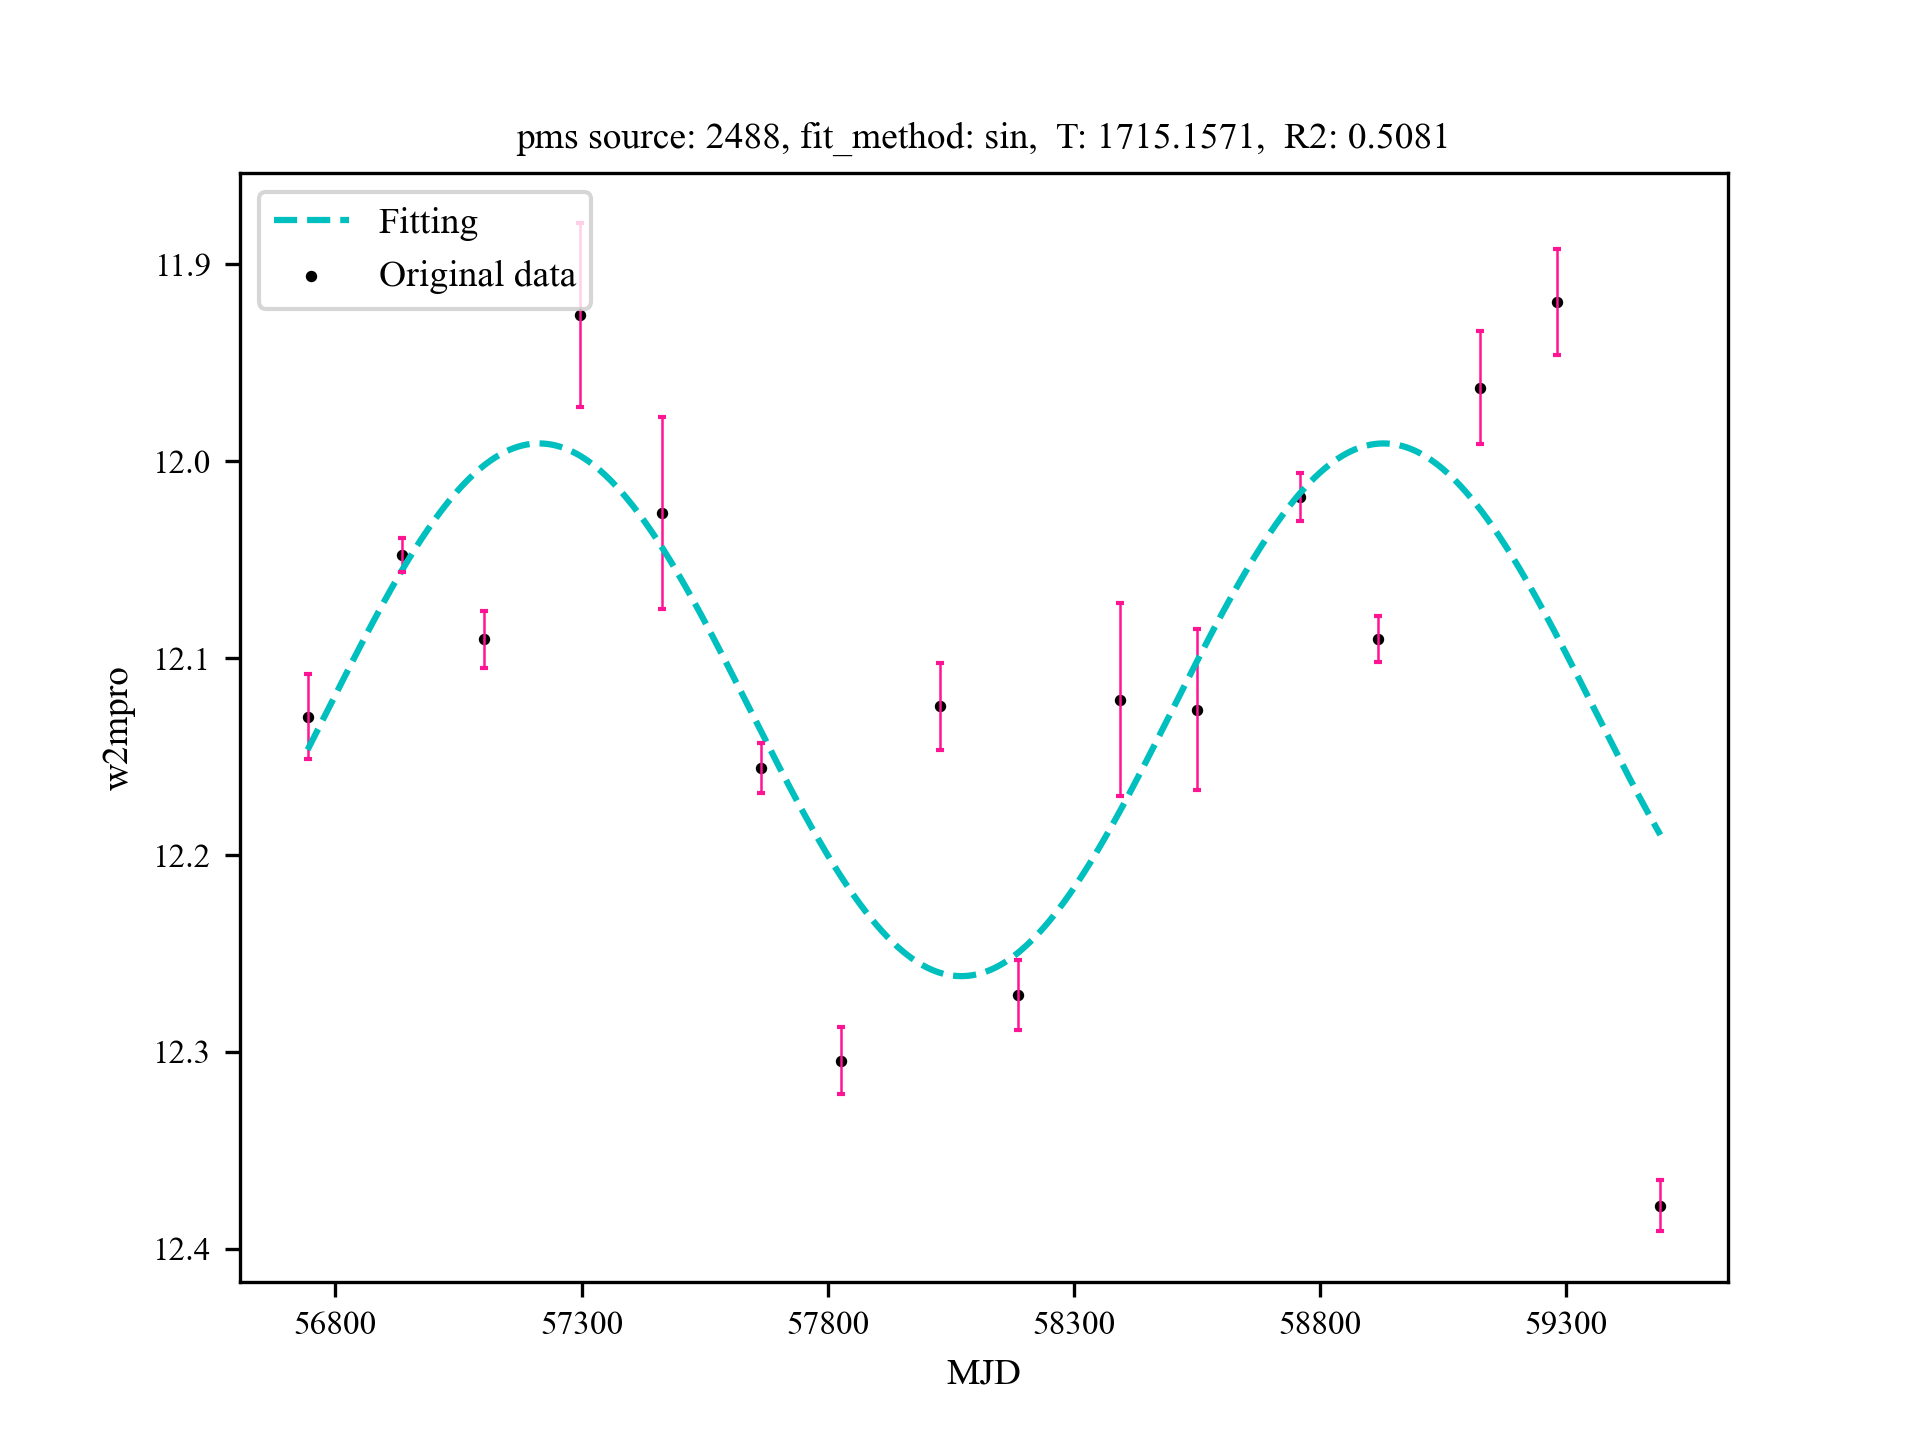 pms source: 2488, fit_method: sin,  T: 1715.1571,  R2: 0.5081
Fitting
Original data
11.9
12.0
12.1
12.2
12.3
12.4
w2mpro
56800 57300 57800 58300 58800 59300
MJD